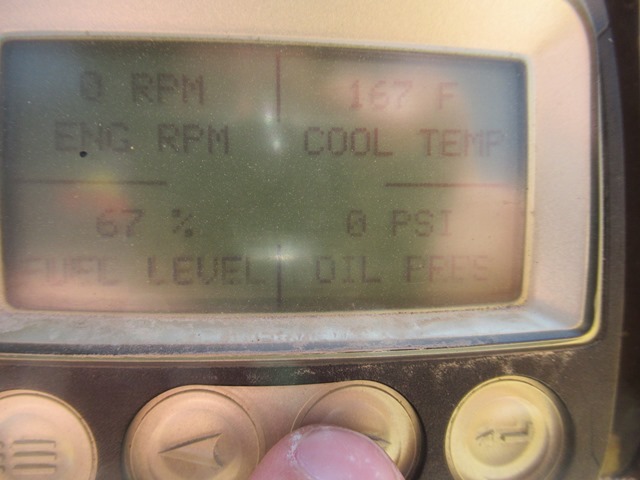 0 RPM
ENG RPM
167 F
COOL TEMP
67 %
FUEL LEVEL
0 PSI
OIL PRES